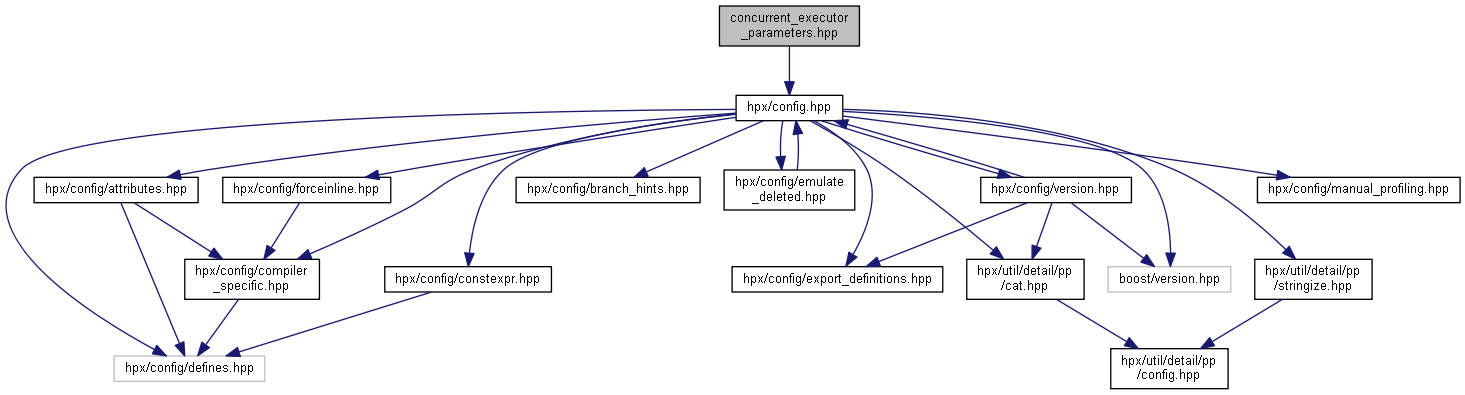 concurrent_executor
_parameters.hpp
hpx/config.hpp
hpx/config/attributes.hpp
hpx/config/forceinline.hpp
hpx/config/branch_hints.hpp
hpx/config/emulate
_deleted.hpp
hpx/config/version.hpp
hpx/config/manual_profiling.hpp
hpx/config/compiler
_specific.hpp
hpx/config/constexpr.hpp
hpx/config/export_definitions.hpp
hpx/util/detail/pp
/cat.hpp
boost/version.hpp
hpx/util/detail/pp
/stringize.hpp
hpx/config/defines.hpp
hpx/util/detail/pp
/config.hpp